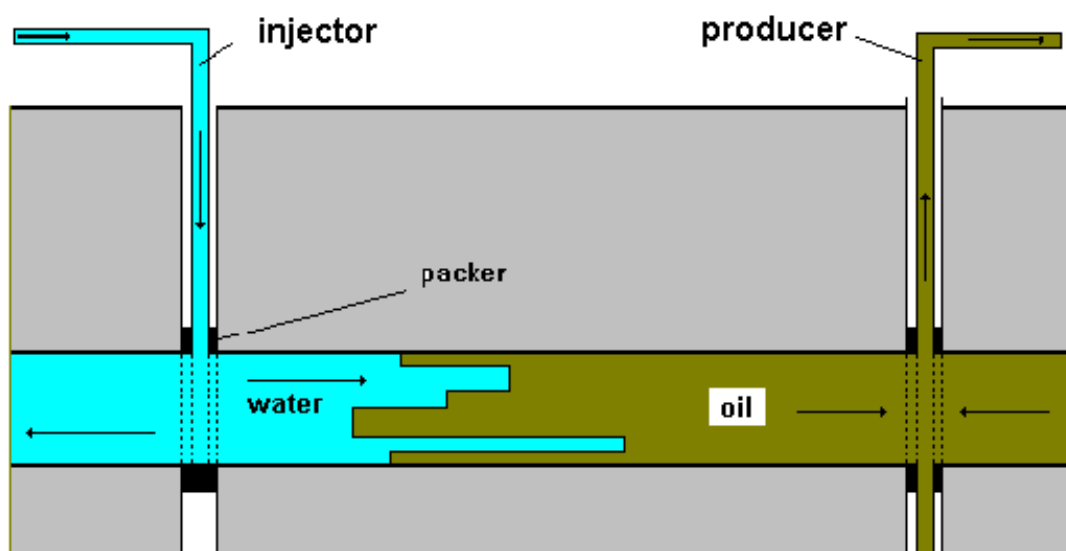 injector
producer
packer
water
oil